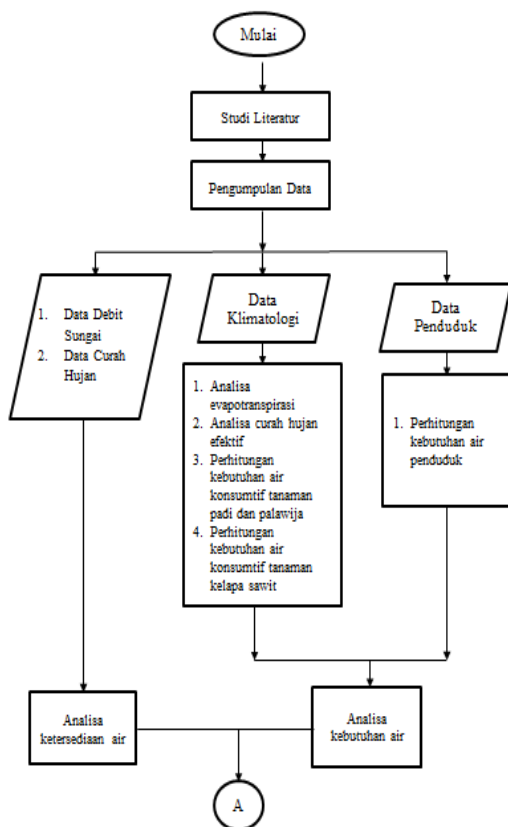 Mulai
Studi Literatur
Pengumpulan Data
1. Data Debit
Sungai
2. Data Curah
Hujan
Data
Klimatologi
Data
Penduduk
1. Analisa
evapotranspirasi
2. Analisa curah hujan
efektif
3. Perhitungan
kebutuhan air
konsumtif tanaman
padi dan palawija
4. Perhitungan
kebutuhan air
konsumtif tanaman
kelapa sawit
1. Perhitungan
kebutuhan air
penduduk
Analisa
ketersediaan air
Analisa
kebutuhan air
A